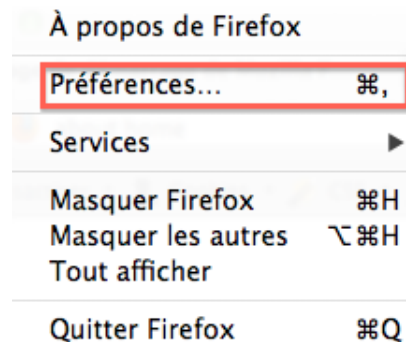 À propos de Firefox
Préférences... ⌘,
Services ▶
Masquer Firefox ⌘H
Masquer les autres ⌥⌘H
Tout afficher
Quitter Firefox ⌘Q